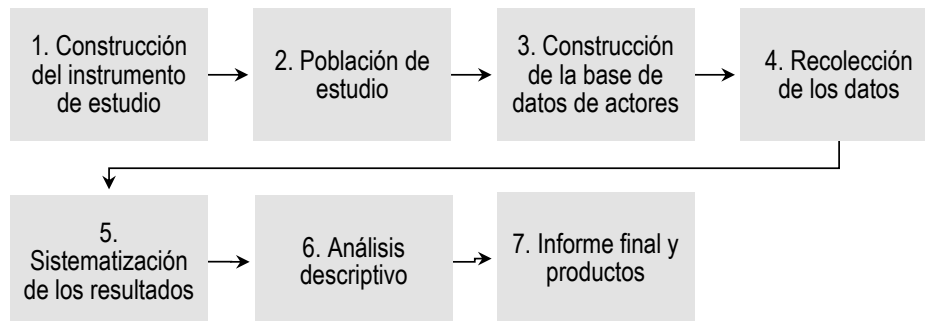 1. Construcción
del instrumento
de estudio
2. Población de
estudio
3. Construcción
de la base de
datos de actores
4. Recolección
de los datos
5.
Sistematización
de los resultados
6. Análisis
descriptivo
7. Informe final y
productos